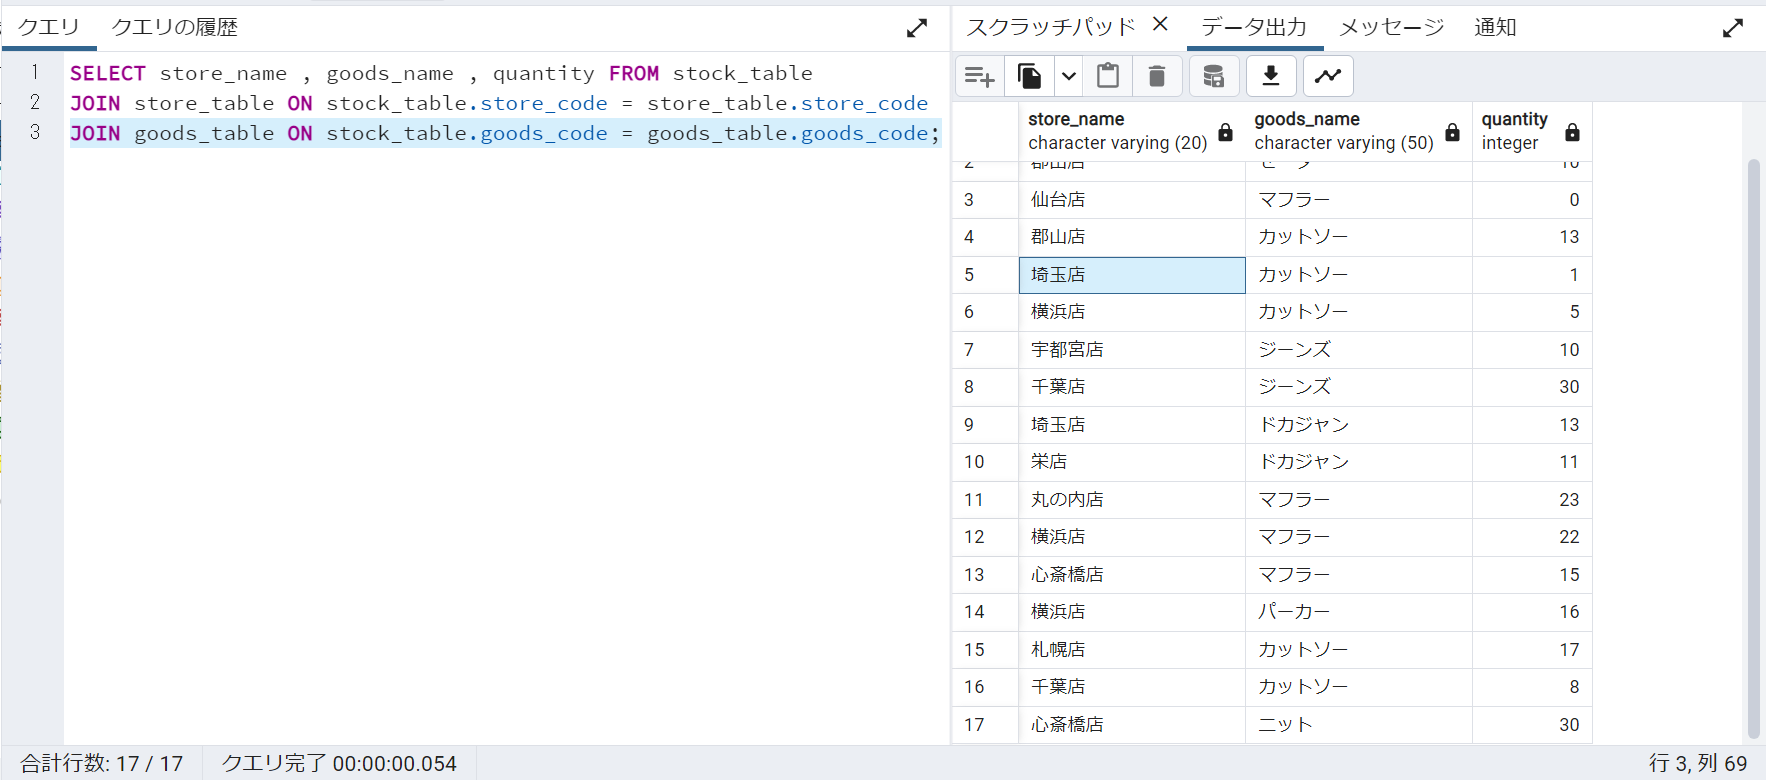 クエリ クエリの履歴
1 SELECT store_name , goods_name , quantity FROM stock_table
2 JOIN store_table ON stock_table.store_code = store_table.store_code
3 JOIN goods_table ON stock_table.goods_code = goods_table.goods_code;
スクラッチパッド × データ出力 メッセージ 通知
store_name goods_name quantity
character varying (20) character varying (50) integer
2 郡山店 10
3 仙台店 マフラー 0
4 郡山店 カットソー 13
5 埼玉店 カットソー 1
6 横浜店 カットソー 5
7 宇都宮店 ジーンズ 10
8 千葉店 ジーンズ 30
9 埼玉店 ドカジャン 13
10 栄店 ドカジャン 11
11 丸の内店 マフラー 23
12 横浜店 マフラー 22
13 心斎橋店 マフラー 15
14 横浜店 パーカー 16
15 札幌店 カットソー 17
16 千葉店 カットソー 8
17 心斎橋店 ニット 30
合計行数: 17 / 17 クエリ完了 00:00:00.054 行 3, 列 69